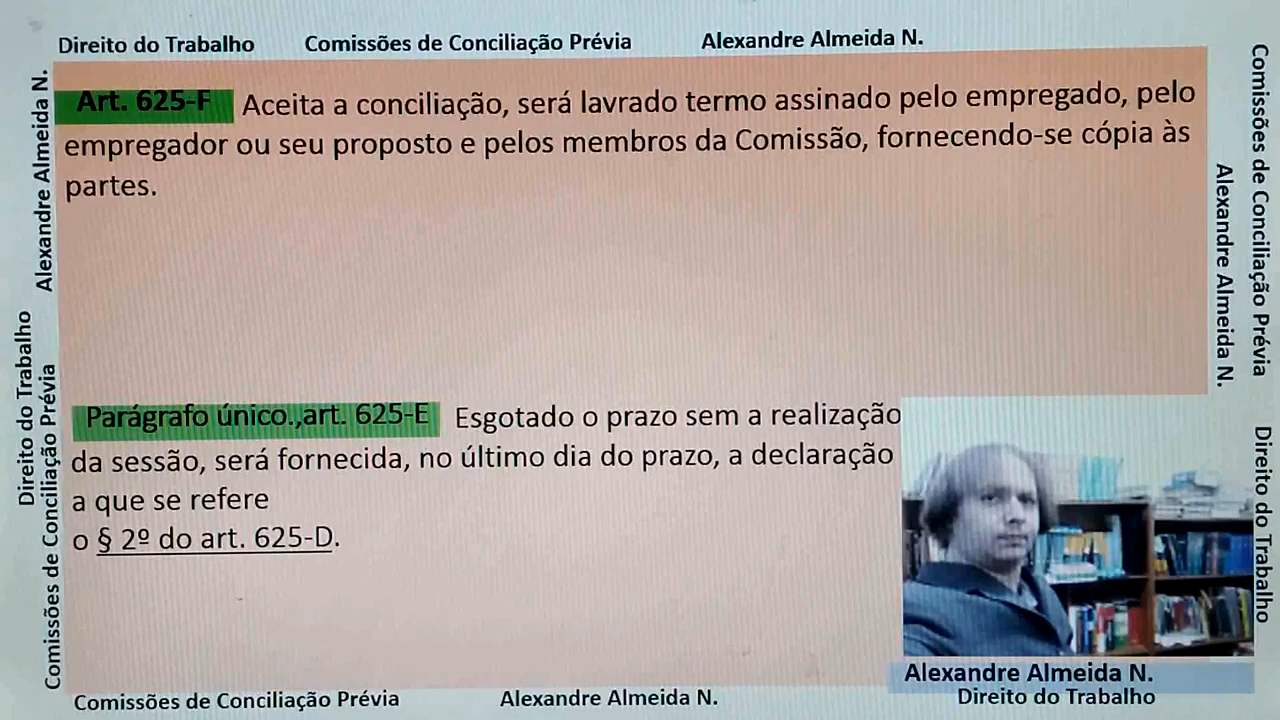 Direito do Trabalho Comissões de Conciliação Prévia Alexandre Almeida N.
Art. 625-F Aceita a conciliação, será lavrado termo assinado pelo empregado, pelo
empregador ou seu proposto e pelos membros da Comissão, fornecendo-se cópia às
partes.
Parágrafo único.,art. 625-E Esgotado o prazo sem a realização
da sessão, será fornecida, no último dia do prazo, a declaração
a que se refere
o § 2º do art. 625-D.
Alexandre Almeida N.
Direito do Trabalho
Comissões de Conciliação Prévia
Comissões de Conciliação Prévia
Alexandre Almeida N.
Direito do Trabalho
Alexandre Almeida N.
Direito do Trabalho
Comissões de Conciliação Prévia Alexandre Almeida N.